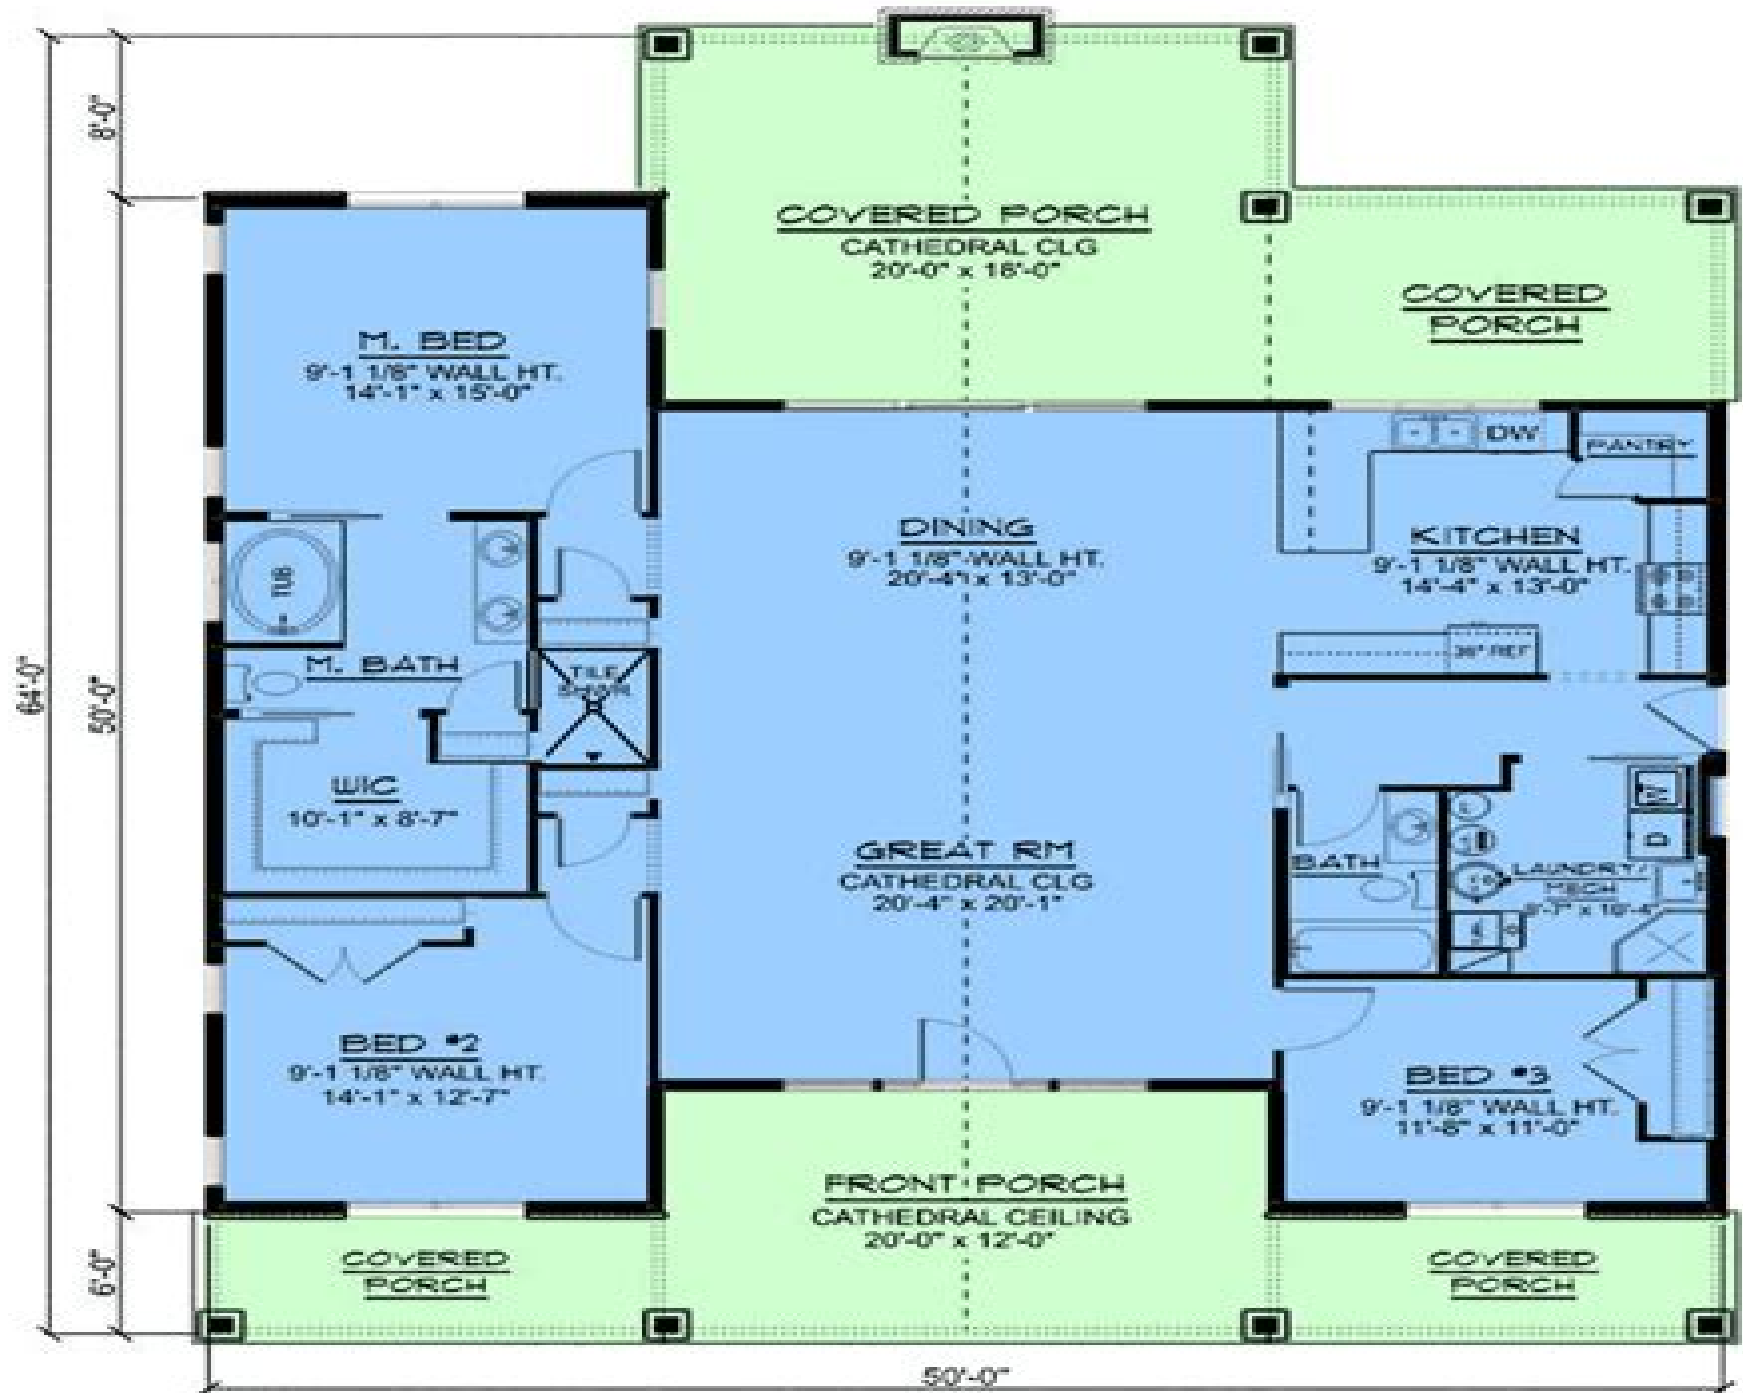 8'-0"
COVERED PORCH
CATHEDRAL CLG
COVERED
PORCH
M. BED
9'-1 1/8" WALL HT.
14'-1" x 15'-0"
DW
PANTRY
DINING
9'-1 1/8" WALL HT.
20'-4" x 13'-0"
KITCHEN
9'-1 1/8" WALL HT.
14'-4" x 13'-0"
TUB
36" REF
M. BATH
TILE
SHWR
64'-0"
50'-0"
WIC
10'-1" x 8'-7"
W
D
GREAT RM
CATHEDRAL CLG
20'-4" x 20'-1"
BATH
LAUNDRY/
MECH
BED #2
9'-1 1/8" WALL HT.
14'-1" x 12'-7"
BED #3
9'-1 1/8" WALL HT.
11'-8" x 11'-0"
FRONT PORCH
CATHEDRAL CEILING
20'-0" x 12'-0"
6'-0"
COVERED
PORCH
COVERED
PORCH
50'-0"